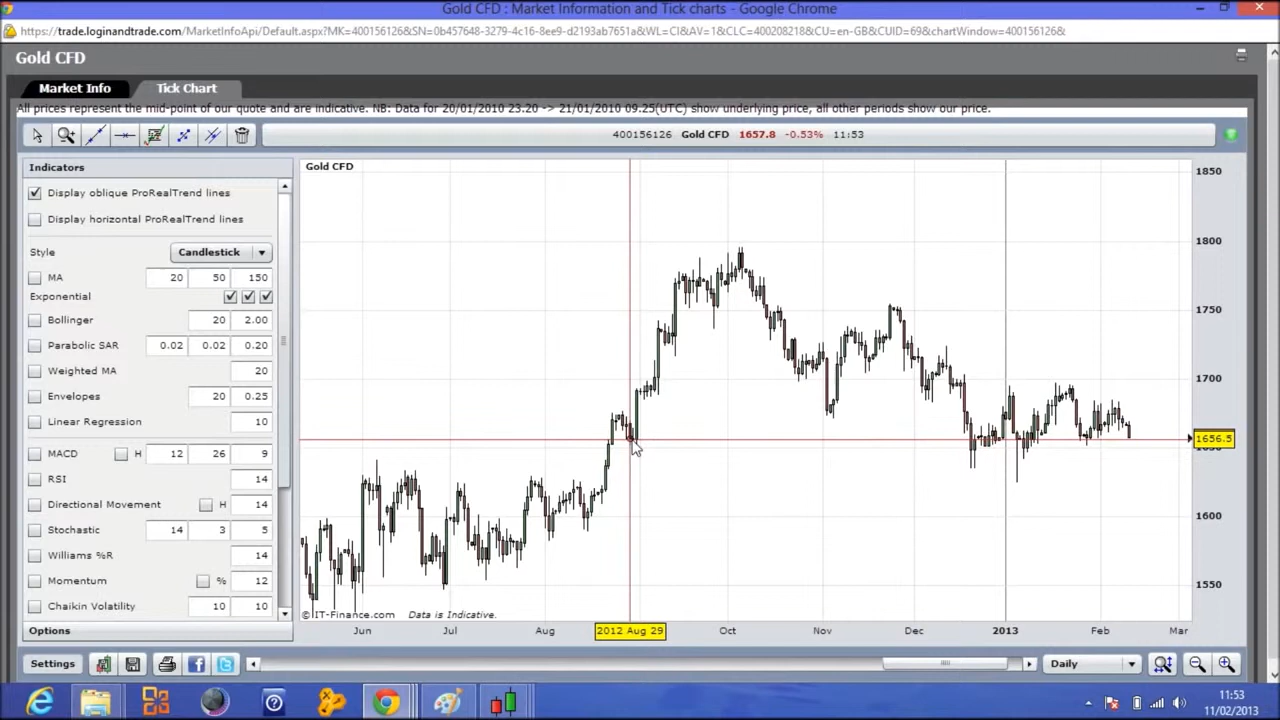 Gold CFD : Market Information and Tick charts - Google Chrome
https://trade.loginandtrade.com/MarketInfoApi/Default.aspx?MK=400156126&SN=0b457648-3279-4c16-8ee9-d2193ab7651a&WL=CI&AV=1&CLC=400208218&CU=en-GB&CUID=69&chartWindow=400156126&
Gold CFD
Market Info Tick Chart
All prices represent the mid-point of our quote and are indicative. NB: Data for 20/01/2010 23.20 -> 21/01/2010 09.25(UTC) show underlying price, all other periods show our price.
400156126 Gold CFD 1657.8 -0.53% 11:53
Indicators
Display oblique ProRealTrend lines
Display horizontal ProRealTrend lines
Style Candlestick
MA 20 50 150
Exponential
Bollinger 20 2.00
Parabolic SAR 0.02 0.02 0.20
Weighted MA 20
Envelopes 20 0.25
Linear Regression 10
MACD H 12 26 9
RSI 14
Directional Movement H 14
Stochastic 14 3 5
Williams %R 14
Momentum % 12
Chaikin Volatility 10 10
Options
Gold CFD
1850
1800
1750
1700
1656.5
1650
1600
1550
© IT-Finance.com Data is Indicative.
Jun Jul Aug 2012 Aug 29 Oct Nov Dec 2013 Feb Mar
Settings Daily
11:53
11/02/2013